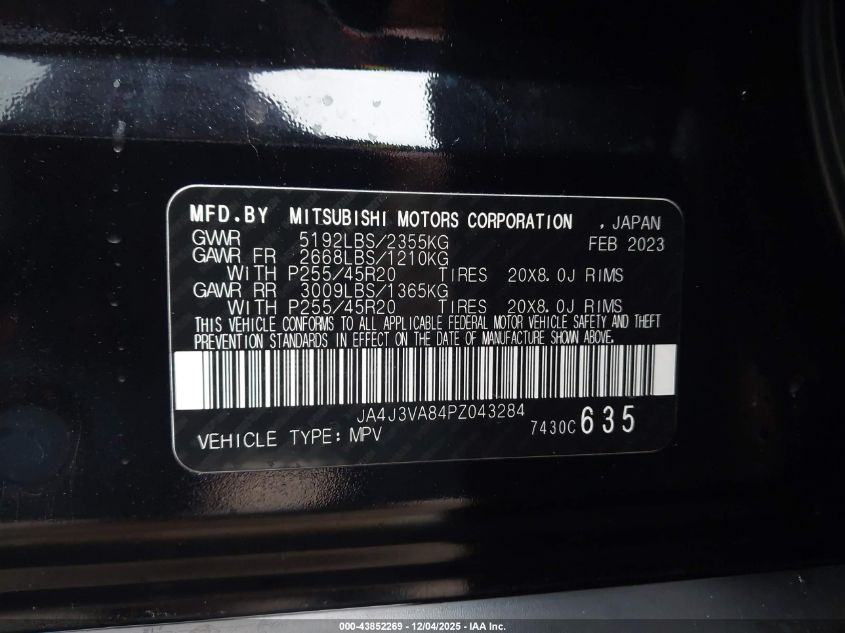 MFD.BY MITSUBISHI MOTORS CORPORATION , JAPAN
GVWR 5192LBS/2355KG FEB 2023
GAWR FR 2668LBS/1210KG
WITH P255/45R20 TIRES 20X8.0J RIMS
GAWR RR 3009LBS/1365KG
WITH P255/45R20 TIRES 20X8.0J RIMS
THIS VEHICLE CONFORMS TO ALL APPLICABLE FEDERAL MOTOR VEHICLE SAFETY AND THEFT
PREVENTION STANDARDS IN EFFECT ON THE DATE OF MANUFACTURE SHOWN ABOVE.
JA4J3VA84PZ043284
VEHICLE TYPE: MPV 7430C 635
000-43852269 - 12/04/2025 - IAA Inc.